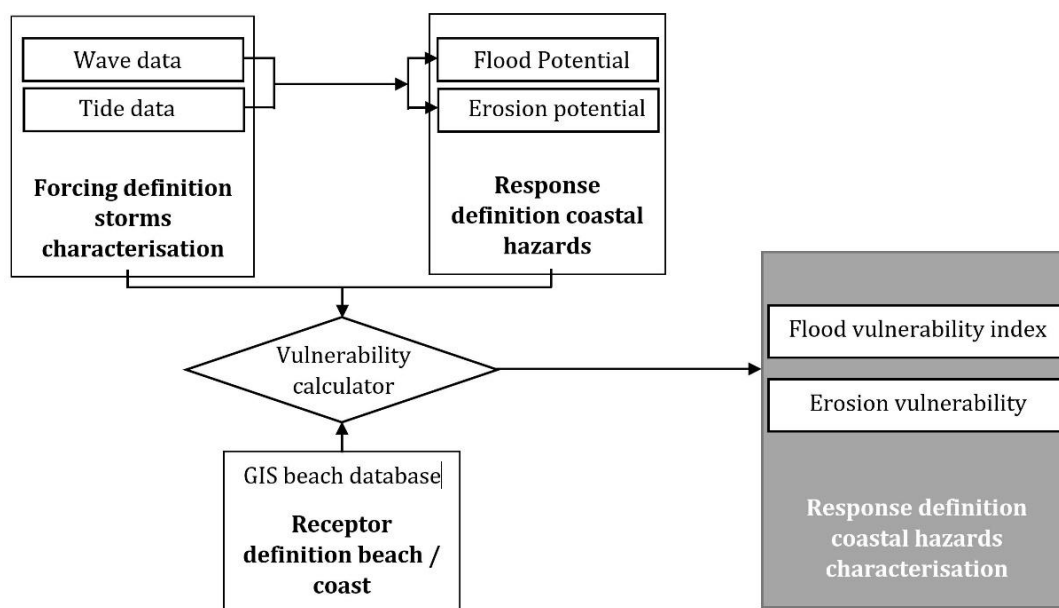 Wave data
Tide data
Forcing definition
storms
characterisation
Flood Potential
Erosion potential
Response
definition coastal
hazards
Vulnerability
calculator
GIS beach database
Receptor
definition beach /
coast
Flood vulnerability index
Erosion vulnerability
Response definition
coastal hazards
characterisation